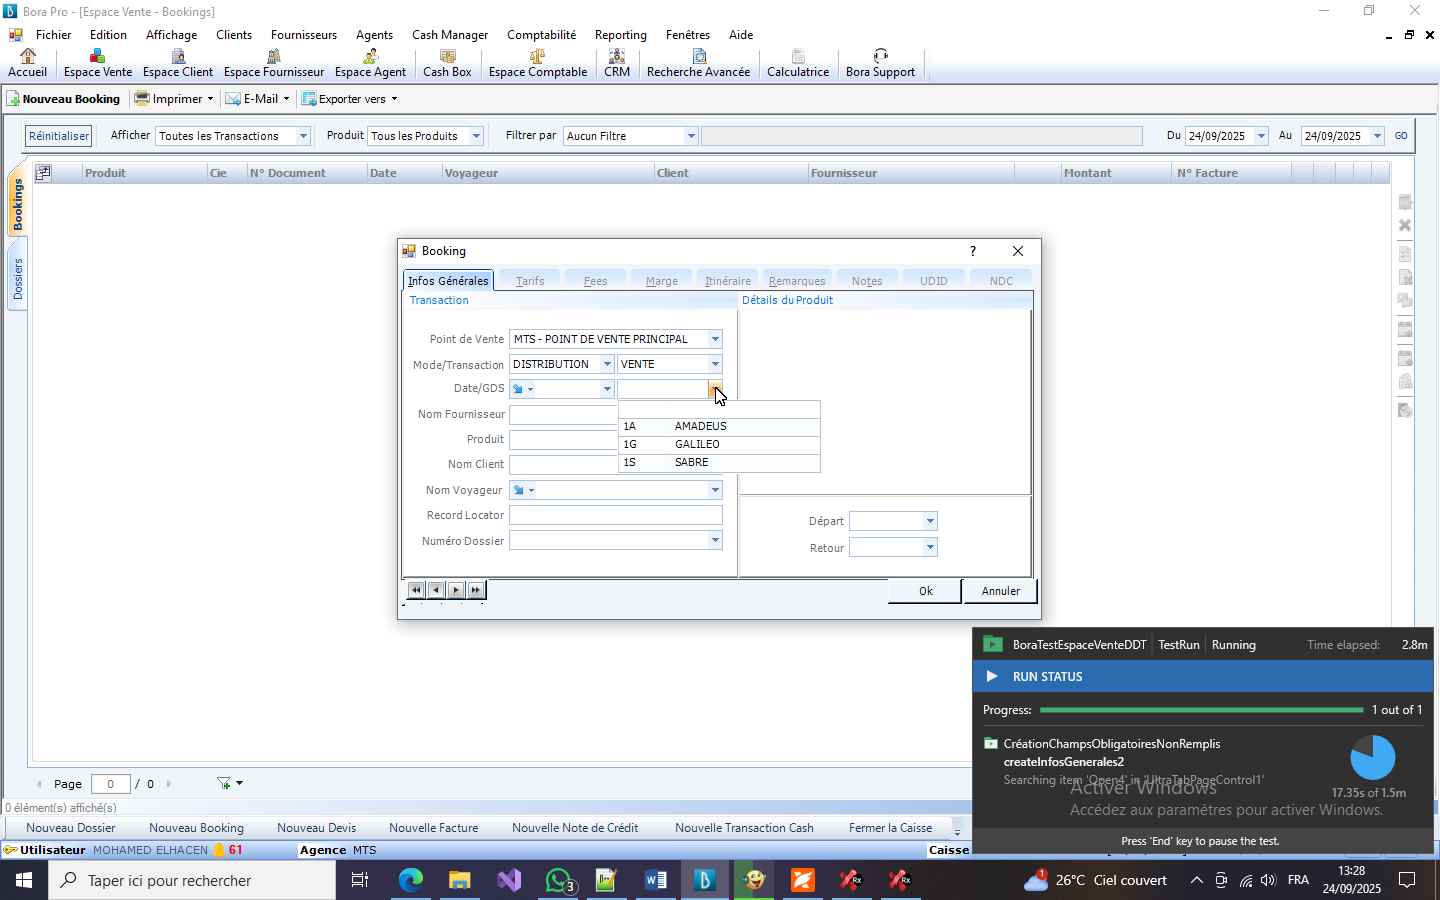 Bora Pro - [Espace Vente - Bookings]
Fichier Edition Affichage Clients Fournisseurs Agents Cash Manager Comptabilité Reporting Fenêtres Aide
Accueil Espace Vente Espace Client Espace Fournisseur Espace Agent Cash Box Espace Comptable CRM Recherche Avancée Calculatrice Bora Support
Nouveau Booking Imprimer E-Mail Exporter vers
Réinitialiser Afficher Toutes les Transactions Produit Tous les Produits Filtrer par Aucun Filtre Du 24/09/2025 Au 24/09/2025 GO
Produit Cie N° Document Date Voyageur Client Fournisseur Montant N° Facture
Bookings
Dossiers
Booking ?
Infos Générales Tarifs Fees Marge Itinéraire Remarques Notes UDID NDC
Transaction Détails du Produit
Point de Vente MTS - POINT DE VENTE PRINCIPAL
Mode/Transaction DISTRIBUTION VENTE
Date/GDS
Nom Fournisseur
1A AMADEUS
Produit
1G GALILEO
Nom Client
1S SABRE
Nom Voyageur
Record Locator
Numéro Dossier
Départ
Retour
Ok Annuler
BoraTestEspaceVenteDDT TestRun Running Time elapsed: 2.8m
RUN STATUS
Progress: 1 out of 1
CréationChampsObligatoiresNonRemplis
createInfosGenerales2
Searching item 'Open4' in 'UltraTabPageControl1'
17.35s of 1.5m
Activer Windows
Accédez aux paramètres pour activer Windows.
Press 'End' key to pause the test.
Page 0 / 0
0 élément(s) affiché(s)
Nouveau Dossier Nouveau Booking Nouveau Devis Nouvelle Facture Nouvelle Note de Crédit Nouvelle Transaction Cash Fermer la Caisse
Utilisateur MOHAMED ELHACEN 61 Agence MTS Caisse
Taper ici pour rechercher
3
1
26°C Ciel couvert
FRA
13:28
24/09/2025